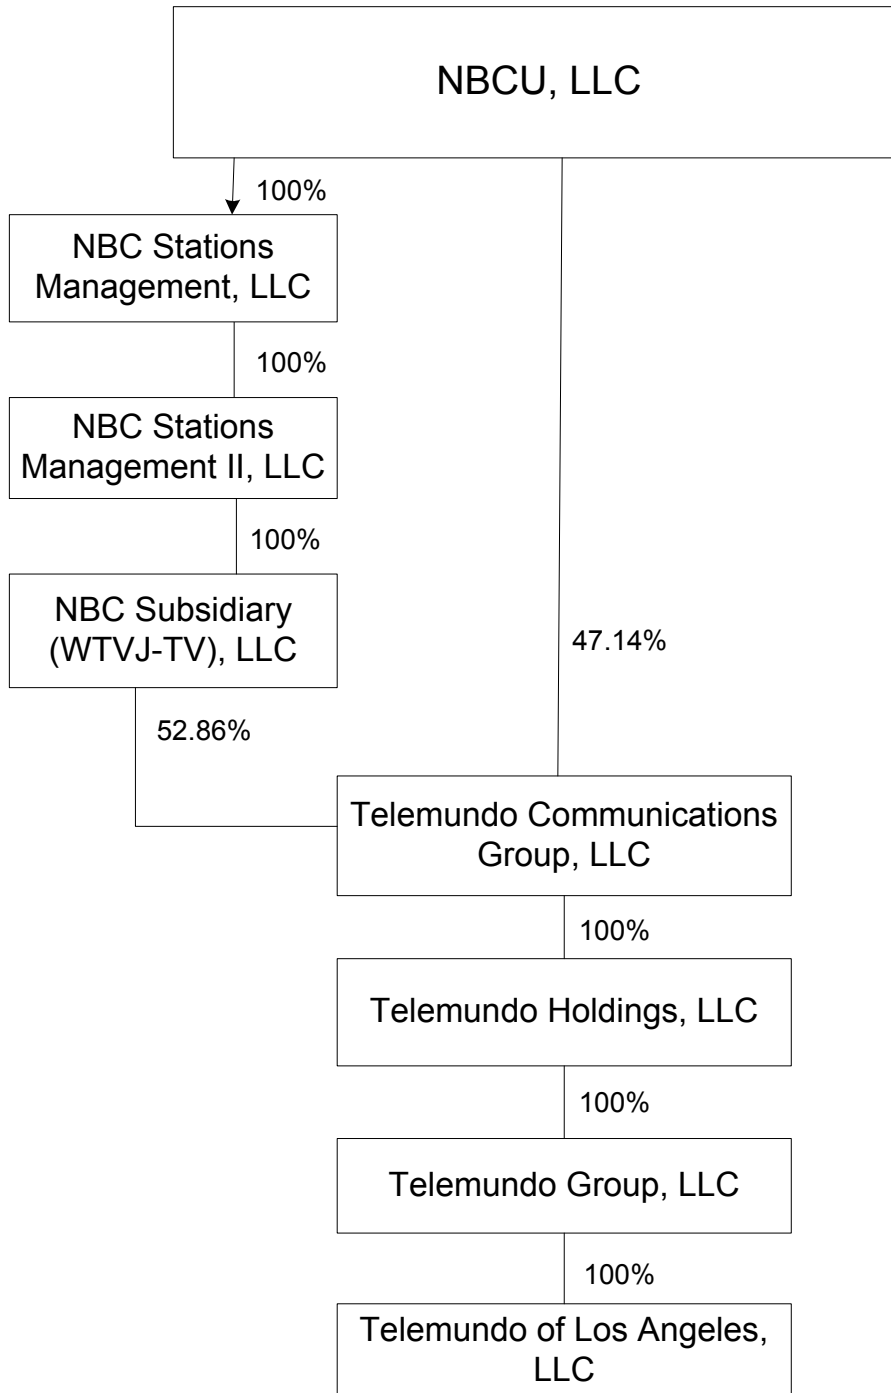 NBCU, LLC
100%
NBC Stations
Management, LLC
100%
NBC Stations
Management II, LLC
100%
NBC Subsidiary
(WTVJ-TV), LLC
47.14%
52.86%
Telemundo Communications
Group, LLC
100%
Telemundo Holdings, LLC
100%
Telemundo Group, LLC
100%
Telemundo of Los Angeles,
LLC